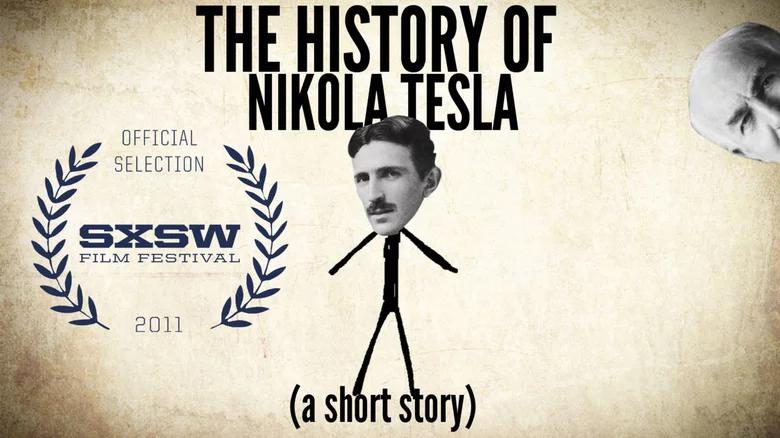 THE HISTORY OF
NIKOLA TESLA
OFFICIAL
SELECTION
SXSW
FILM FESTIVAL
2011
(a short story)